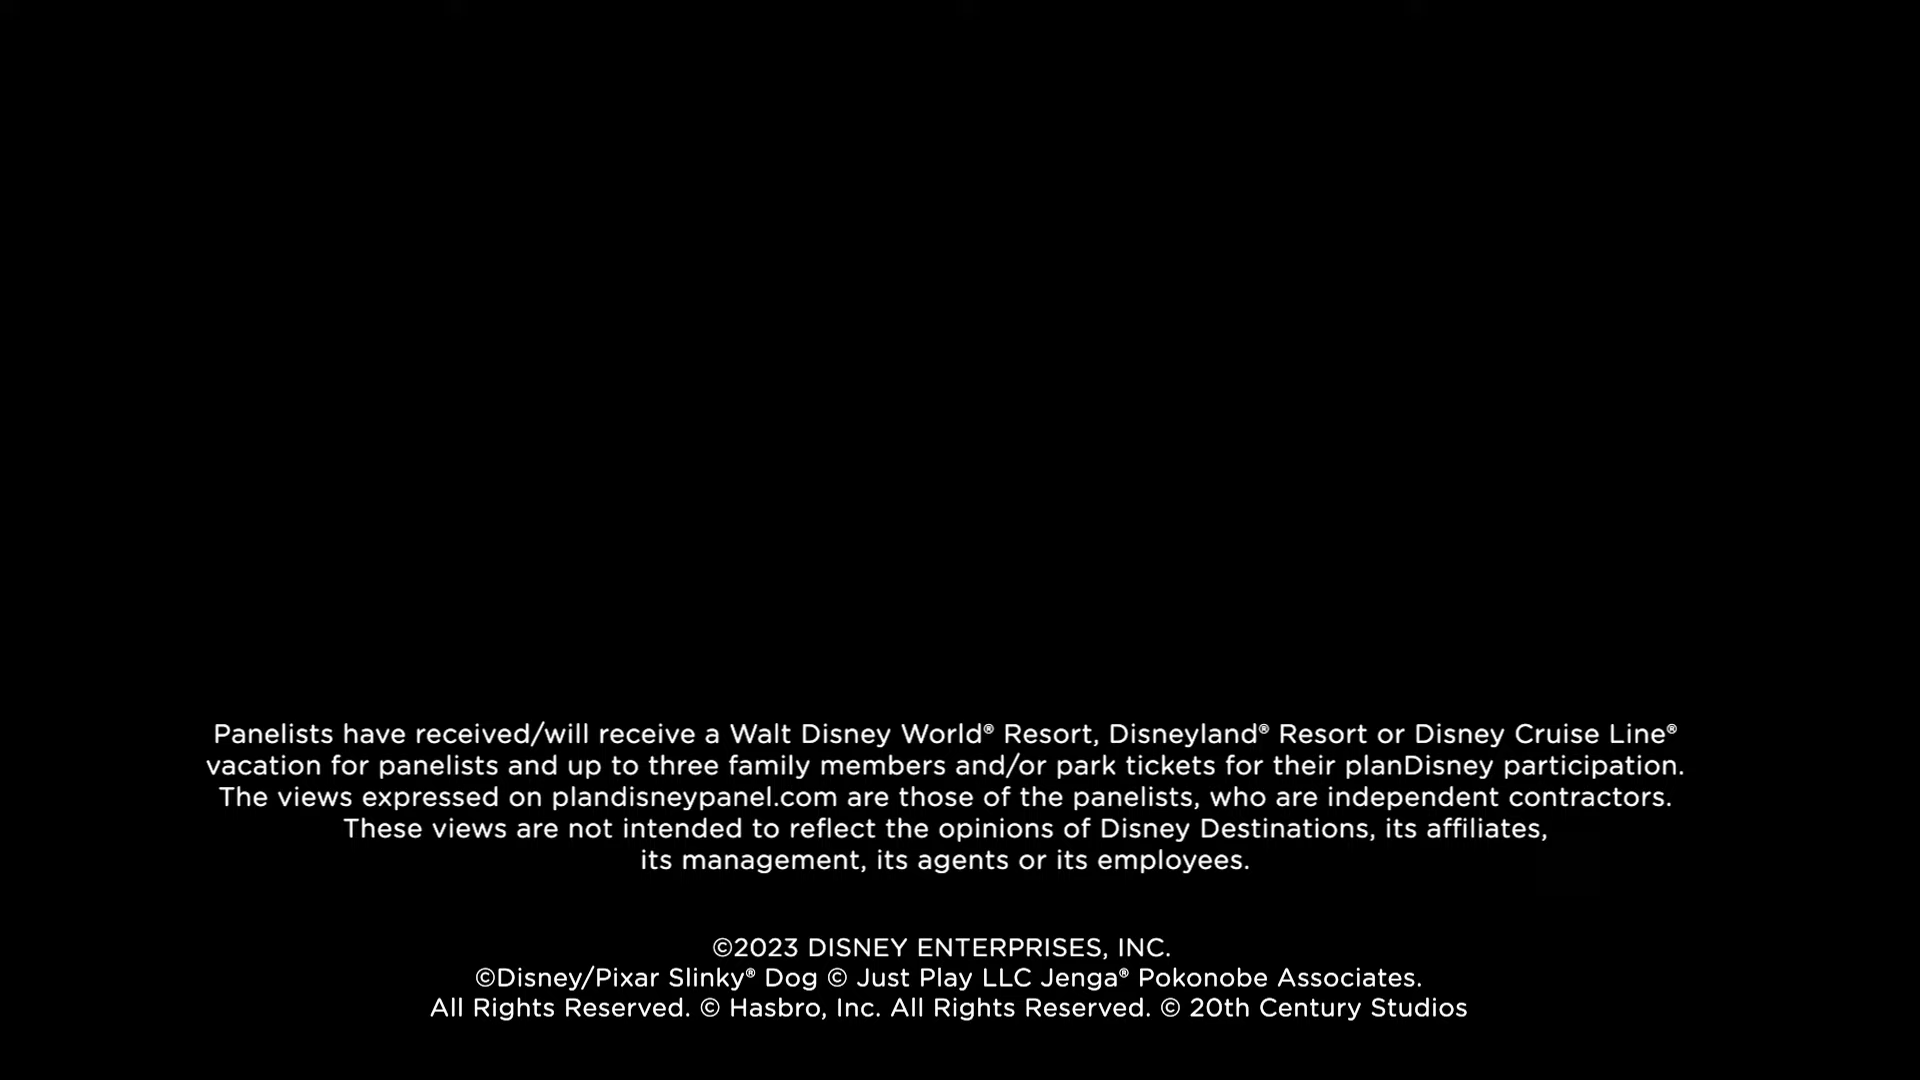 Panelists have received/will receive a Walt Disney World® Resort, Disneyland® Resort or Disney Cruise Line®
vacation for panelists and up to three family members and/or park tickets for their planDisney participation.
The views expressed on plandisneypanel.com are those of the panelists, who are independent contractors.
These views are not intended to reflect the opinions of Disney Destinations, its affiliates,
its management, its agents or its employees.
©2023 DISNEY ENTERPRISES, INC.
©Disney/Pixar Slinky® Dog © Just Play LLC Jenga® Pokonobe Associates.
All Rights Reserved. © Hasbro, Inc. All Rights Reserved. © 20th Century Studios